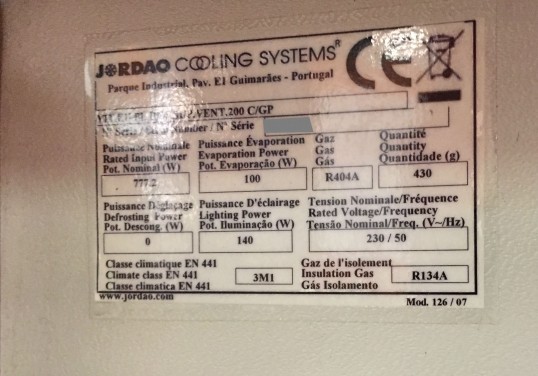 JORDAO COOLING SYSTEMS®
Parque Industrial, Pav. E1 Guimarães - Portugal
VENT.200 C/GP
N° Série / Number / N° Série
Puissance Nominale
Rated Input Power
Pot. Nominal (W)
777.2
Puissance Évaporation
Evaporation Power
Pot. Evaporação (W)
100
Gaz
Gas
Gás
R404A
Quantité
Quantity
Quantidade (g)
430
Puissance Dégivrage
Defrosting Power
Pot. Descong. (W)
0
Puissance D'éclairage
Lighting Power
Pot. Iluminação (W)
140
Tension Nominale/Fréquence
Rated Voltage/Frequency
Tensão Nominal/Freq. (V~/Hz)
230 / 50
Classe climatique EN 441
Climate class EN 441
Classe climatica EN 441
3M1
Gaz de l'isolement
Insulation Gas
Gás Isolamento
R134A
www.jordao.com
Mod. 126 / 07